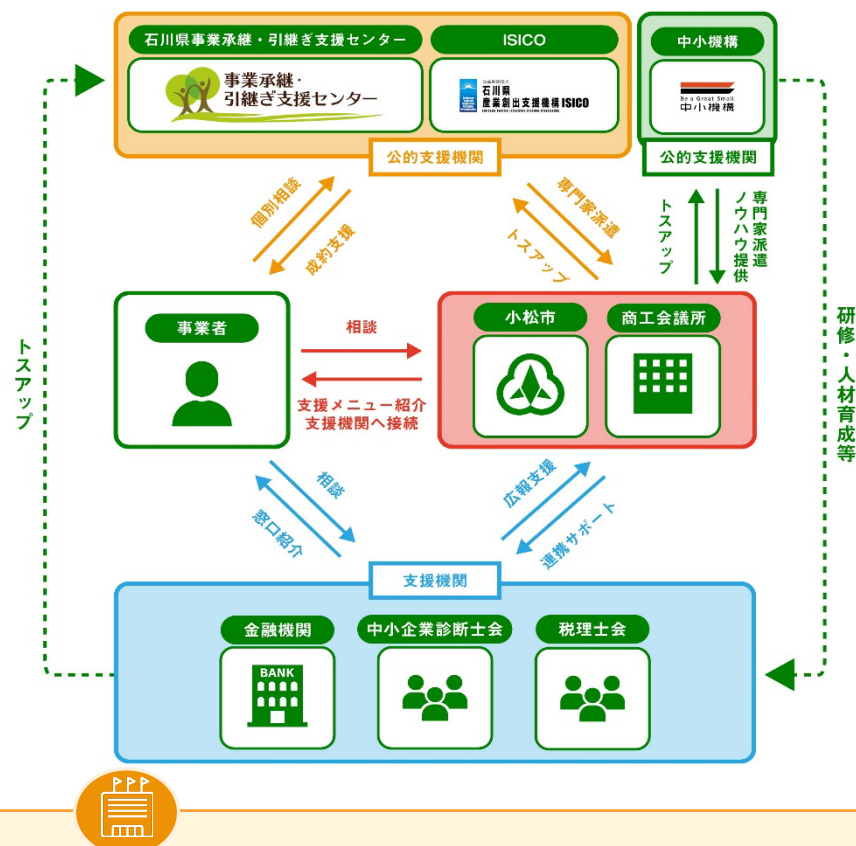 石川県事業承継・引継ぎ支援センター
ISICO
中小機構
事業承継・
引継ぎ支援センター
石川県
産業創出支援機構 ISICO
Be a Great Small
中小機構
公的支援機関
公的支援機関
個別相談
成約支援
専門家派遣
トスアップ
トスアップ
専門家派遣
ノウハウ提供
事業者
相談
支援メニュー紹介
支援機関へ接続
小松市
商工会議所
トスアップ
研修・人材育成等
相談
窓口紹介
広報支援
連携サポート
支援機関
金融機関
中小企業診断士会
税理士会
BANK